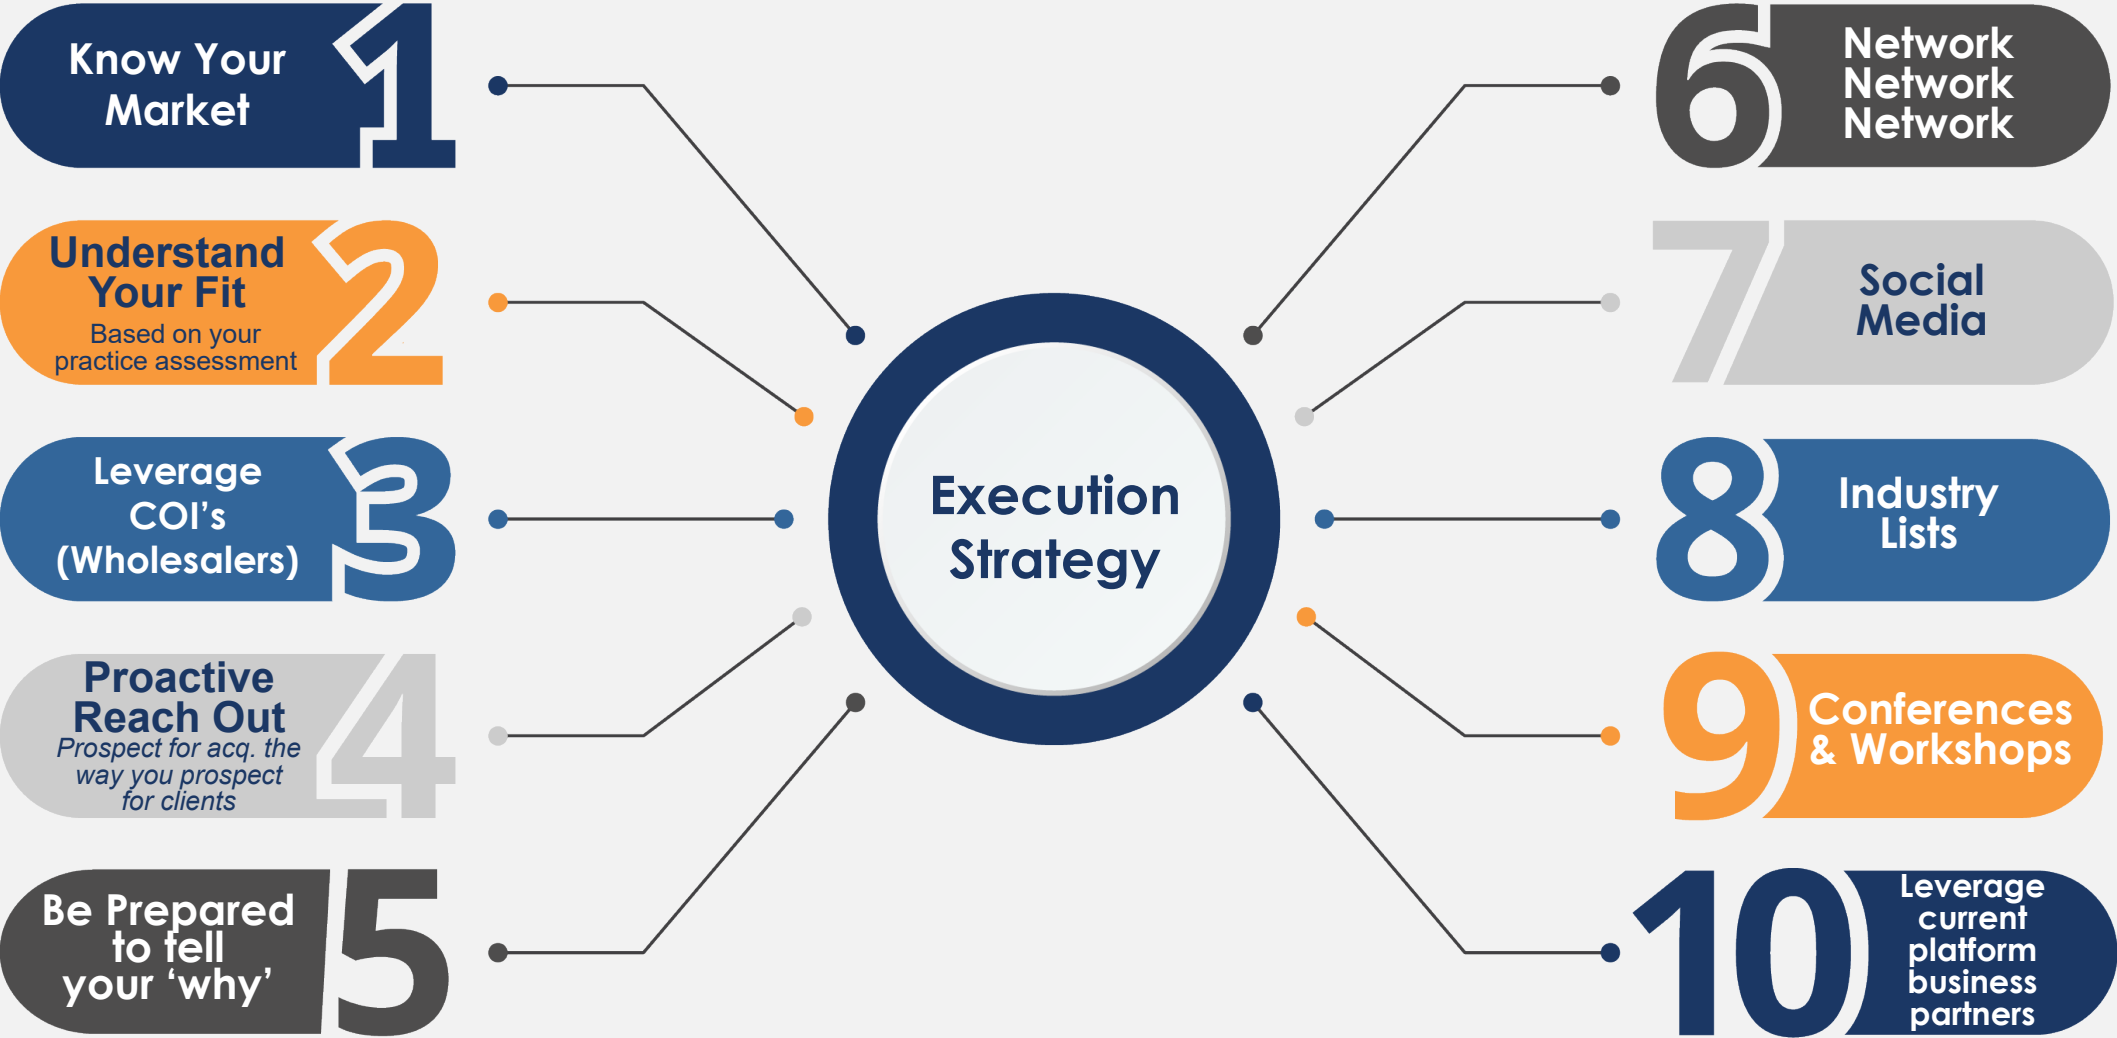 Know Your
Market
1
Understand
Your Fit
Based on your
practice assessment
2
Leverage
COI’s
(Wholesalers)
3
Proactive
Reach Out
Prospect for acq. the
way you prospect
for clients
4
Be Prepared
to tell
your ‘why’
5
Execution
Strategy
6
Network
Network
Network
7
Social
Media
8
Industry
Lists
9
Conferences
& Workshops
10
Leverage
current
platform
business
partners